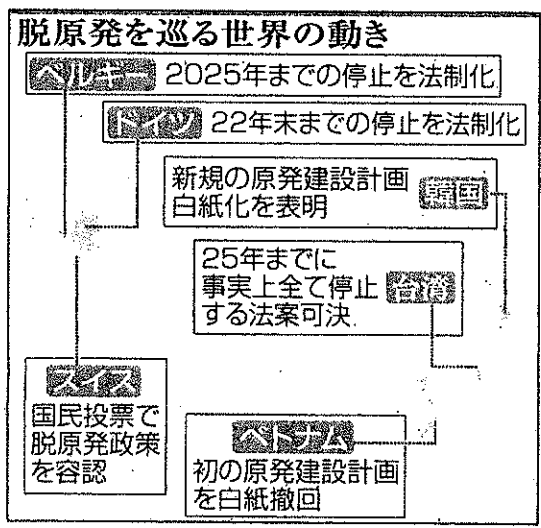 脱原発を巡る世界の動き
ベルギー 2025年までの停止を法制化
ドイツ 22年末までの停止を法制化
新規の原発建設計画
白紙化を表明
韓国
25年までに
事実上全て停止
する法案可決
台湾
スイス
国民投票で
脱原発政策
を容認
ベトナム
初の原発建設計画
を白紙撤回